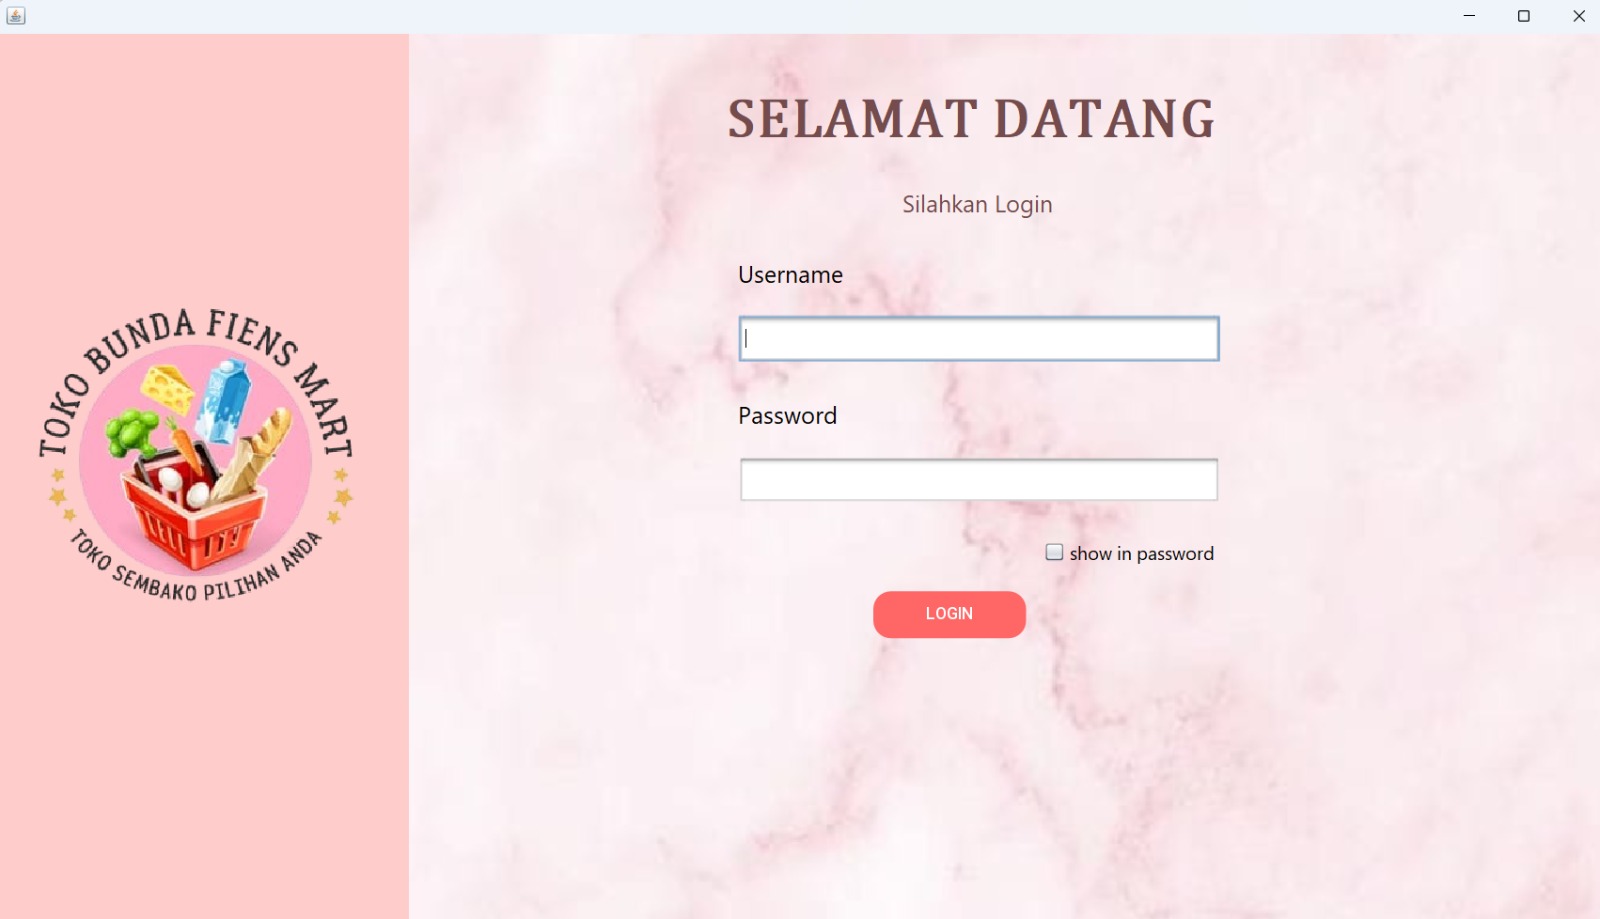 TOKO BUNDA FIENS MART
TOKO SEMBAKO PILIHAN ANDA
SELAMAT DATANG
Silahkan Login
Username
Password
show in password
LOGIN